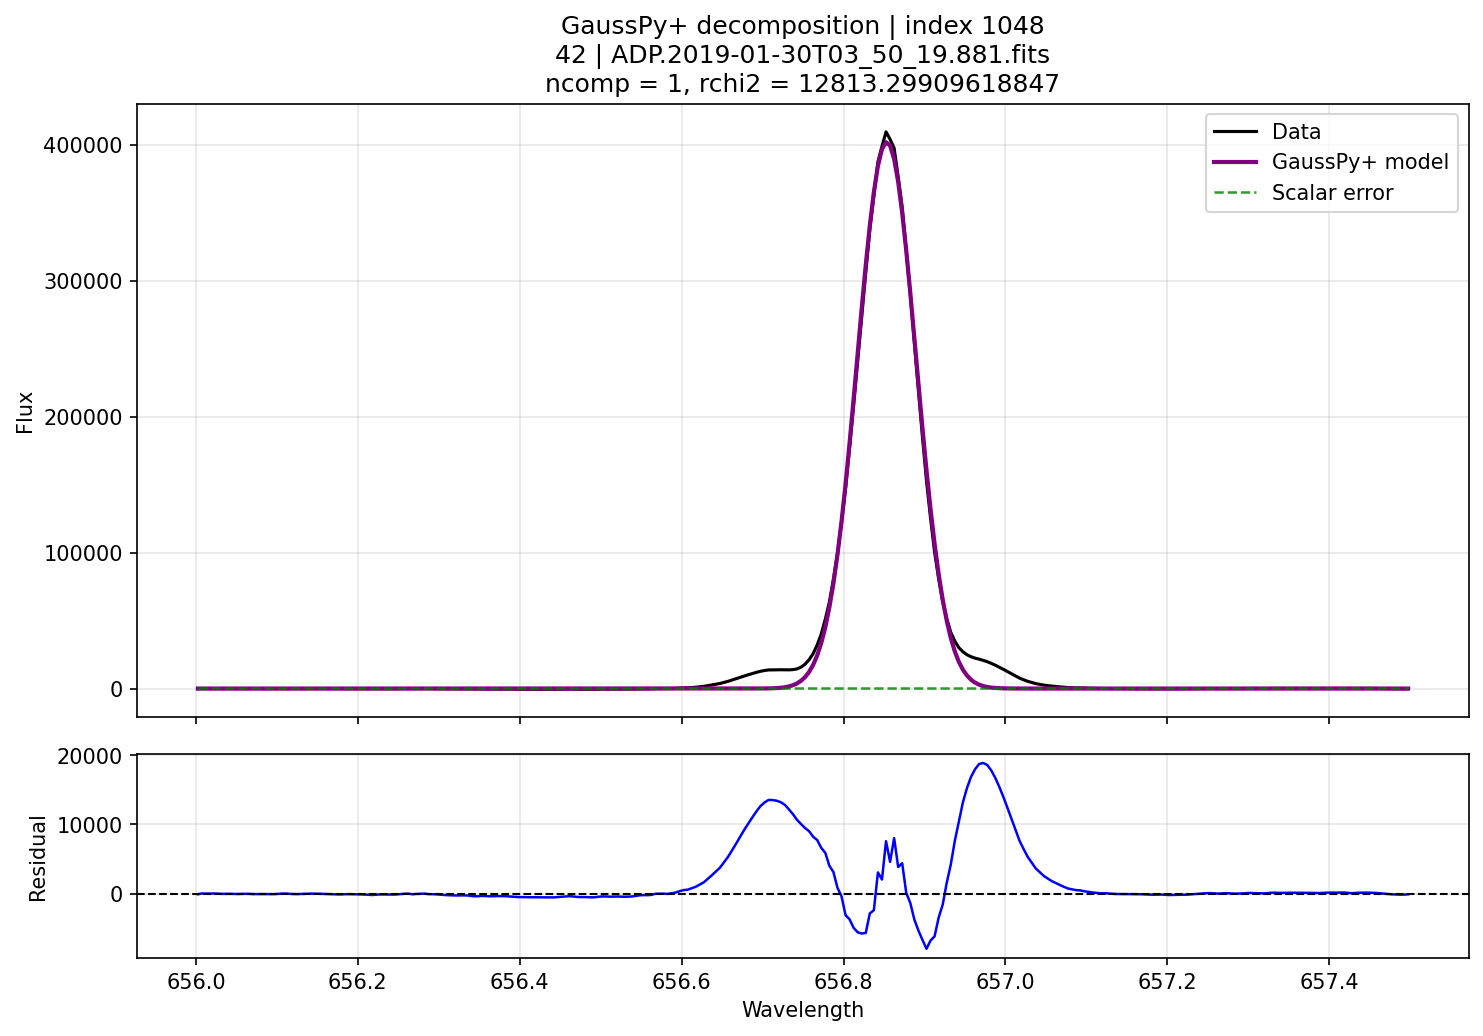 GaussPy+ decomposition | index 1048
42 | ADP.2019-01-30T03_50_19.881.fits
ncomp = 1, rchi2 = 12813.29909618847
Data
GaussPy+ model
Scalar error
400000
300000
200000
100000
0
Flux
20000
10000
0
Residual
656.0 656.2 656.4 656.6 656.8 657.0 657.2 657.4
Wavelength